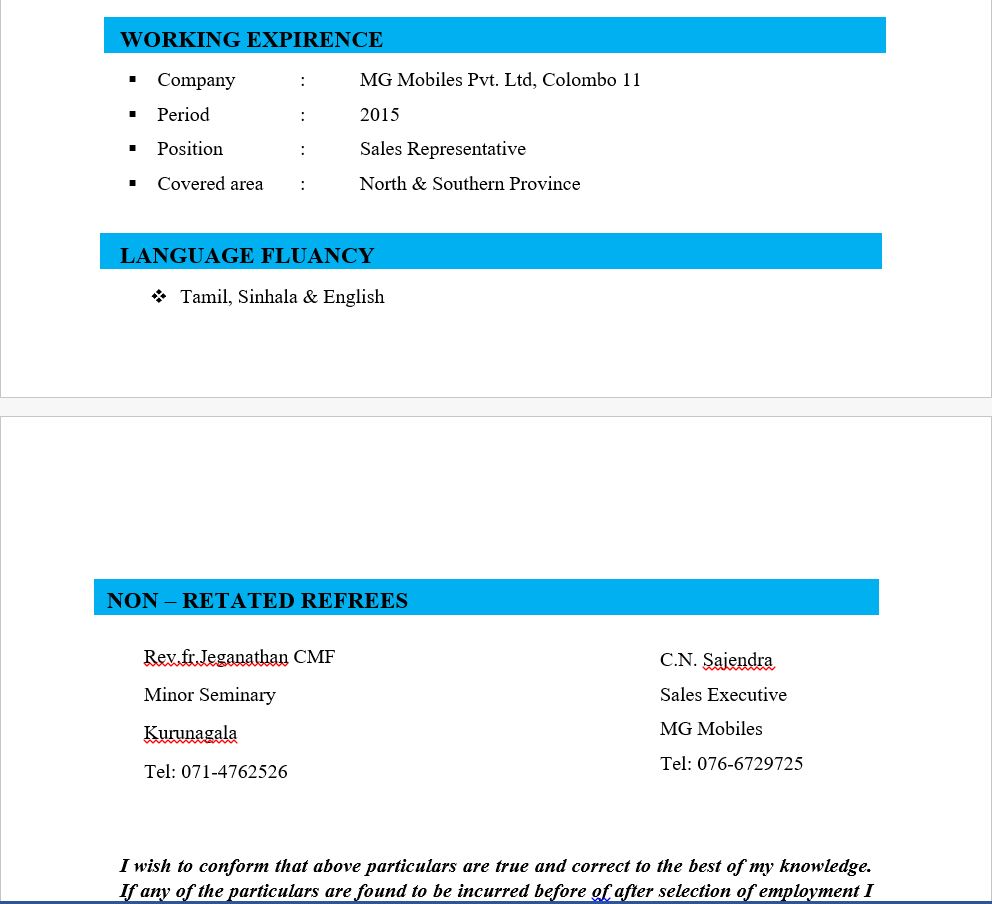 WORKING EXPIRENCE
▪ Company : MG Mobiles Pvt. Ltd, Colombo 11
▪ Period : 2015
▪ Position : Sales Representative
▪ Covered area : North & Southern Province
LANGUAGE FLUANCY
❖ Tamil, Sinhala & English
NON – RETATED REFREES
Rev.fr.Jeganathan CMF
Minor Seminary
Kurunagala
Tel: 071-4762526
C.N. Sajendra
Sales Executive
MG Mobiles
Tel: 076-6729725
I wish to conform that above particulars are true and correct to the best of my knowledge.
If any of the particulars are found to be incurred before of after selection of employment I